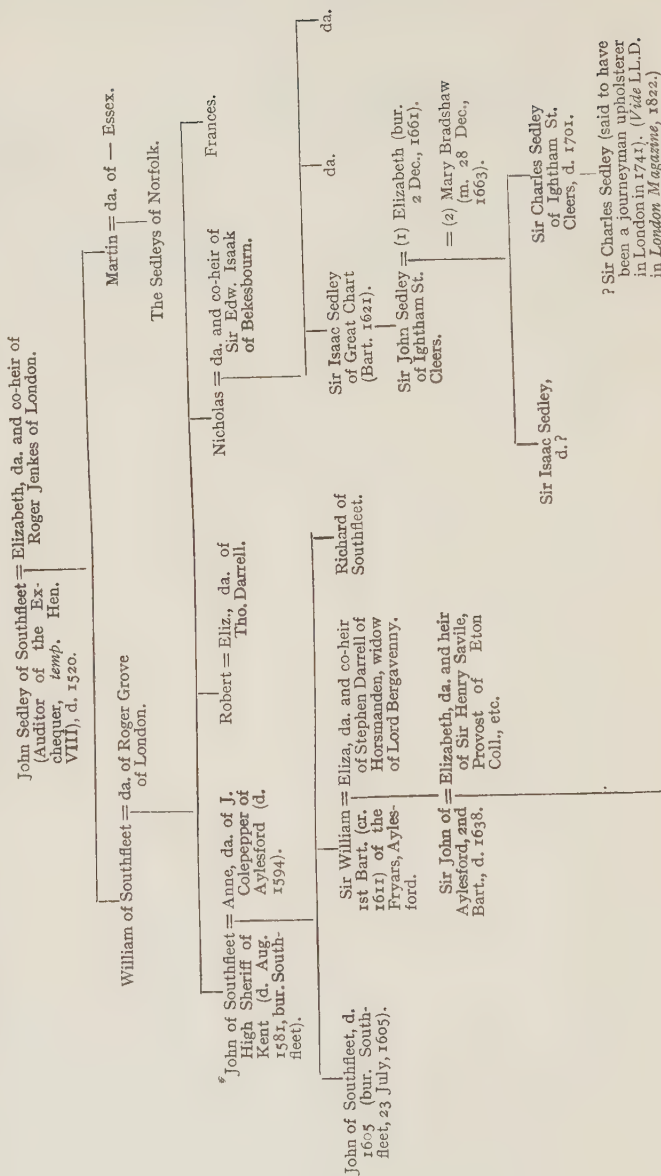 John Sedley of Southfleet = Elizabeth, da. and co-heir of
(Auditor of the Ex-
chequer, temp. Hen.
VIII), d. 1520.
Roger Jenkes of London.
William of Southfleet = da. of Roger Grove
of London.
Martin = da. of — Essex.
The Sedleys of Norfolk.
John of Southfleet = Anne, da. of J.
High Sheriff of
Kent (d. Aug.
1581, bur. South-
fleet).
Colepepper of
Aylesford (d.
1594).
Robert = Eliz., da. of
Tho. Darrell.
Nicholas = da. and co-heir of
Sir Edw. Isaak
of Bekesbourn.
Frances.
John of Southfleet, d.
1605 (bur. South-
fleet, 23 July, 1605).
Sir William = Eliza, da. and co-heir
1st Bart. (cr.
1611) of the
Fryars, Ayles-
ford.
of Stephen Darrell of
Horsmanden, widow
of Lord Bergavenny.
Richard of
Southfleet.
Sir Isaac Sedley
of Great Chart
(Bart. 1621).
da.
da.
Sir John of = Elizabeth, da. and heir
Aylesford, 2nd
Bart., d. 1638.
of Sir Henry Savile,
Provost of Eton
Coll., etc.
Sir John Sedley = (1) Elizabeth (bur.
of Ightham St.
Cleers.
2 Dec., 1661).
= (2) Mary Bradshaw
(m. 28 Dec.,
1663).
Sir Isaac Sedley,
d. ?
Sir Charles Sedley
of Ightham St.
Cleers, d. 1701.
? Sir Charles Sedley (said to have
been a journeyman upholsterer
in London in 1741). (Vide LL.D.
in London Magazine, 1822.)